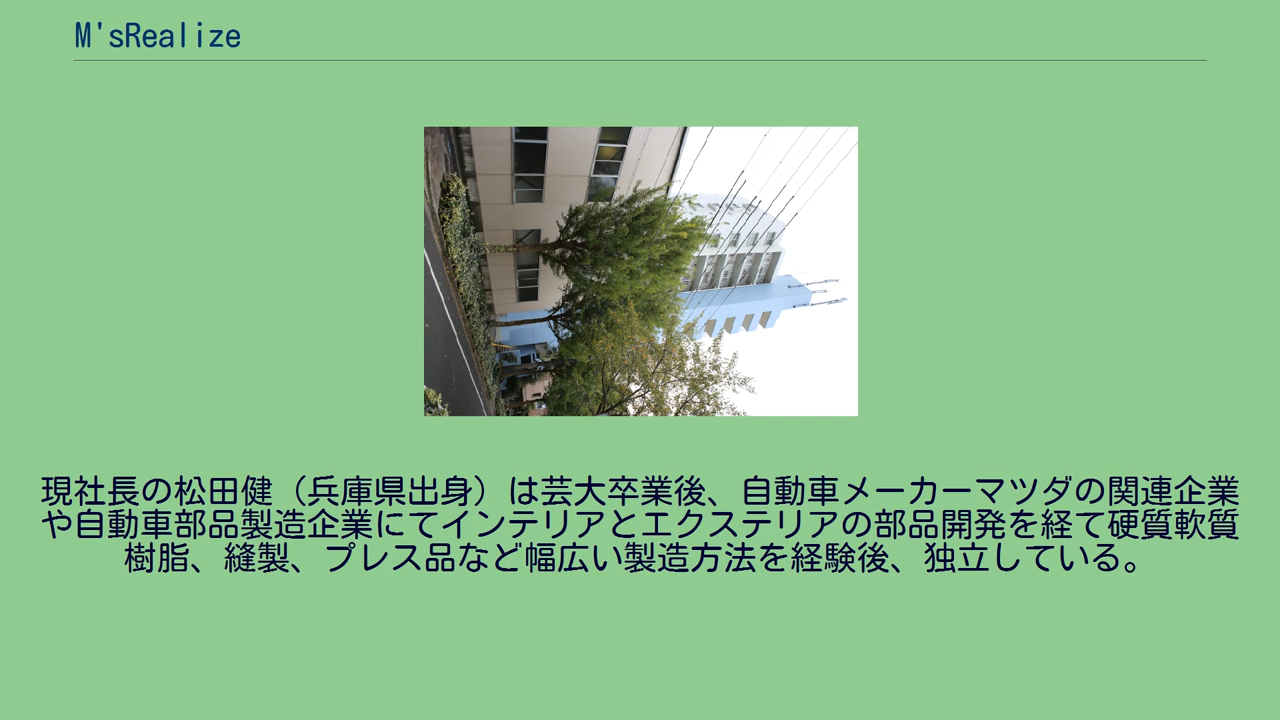 M'sRealize
現社長の松田健（兵庫県出身）は芸大卒業後、自動車メーカーマツダの関連企業
や自動車部品製造企業にてインテリアとエクステリアの部品開発を経て硬質軟質
樹脂、縫製、プレス品など幅広い製造方法を経験後、独立している。